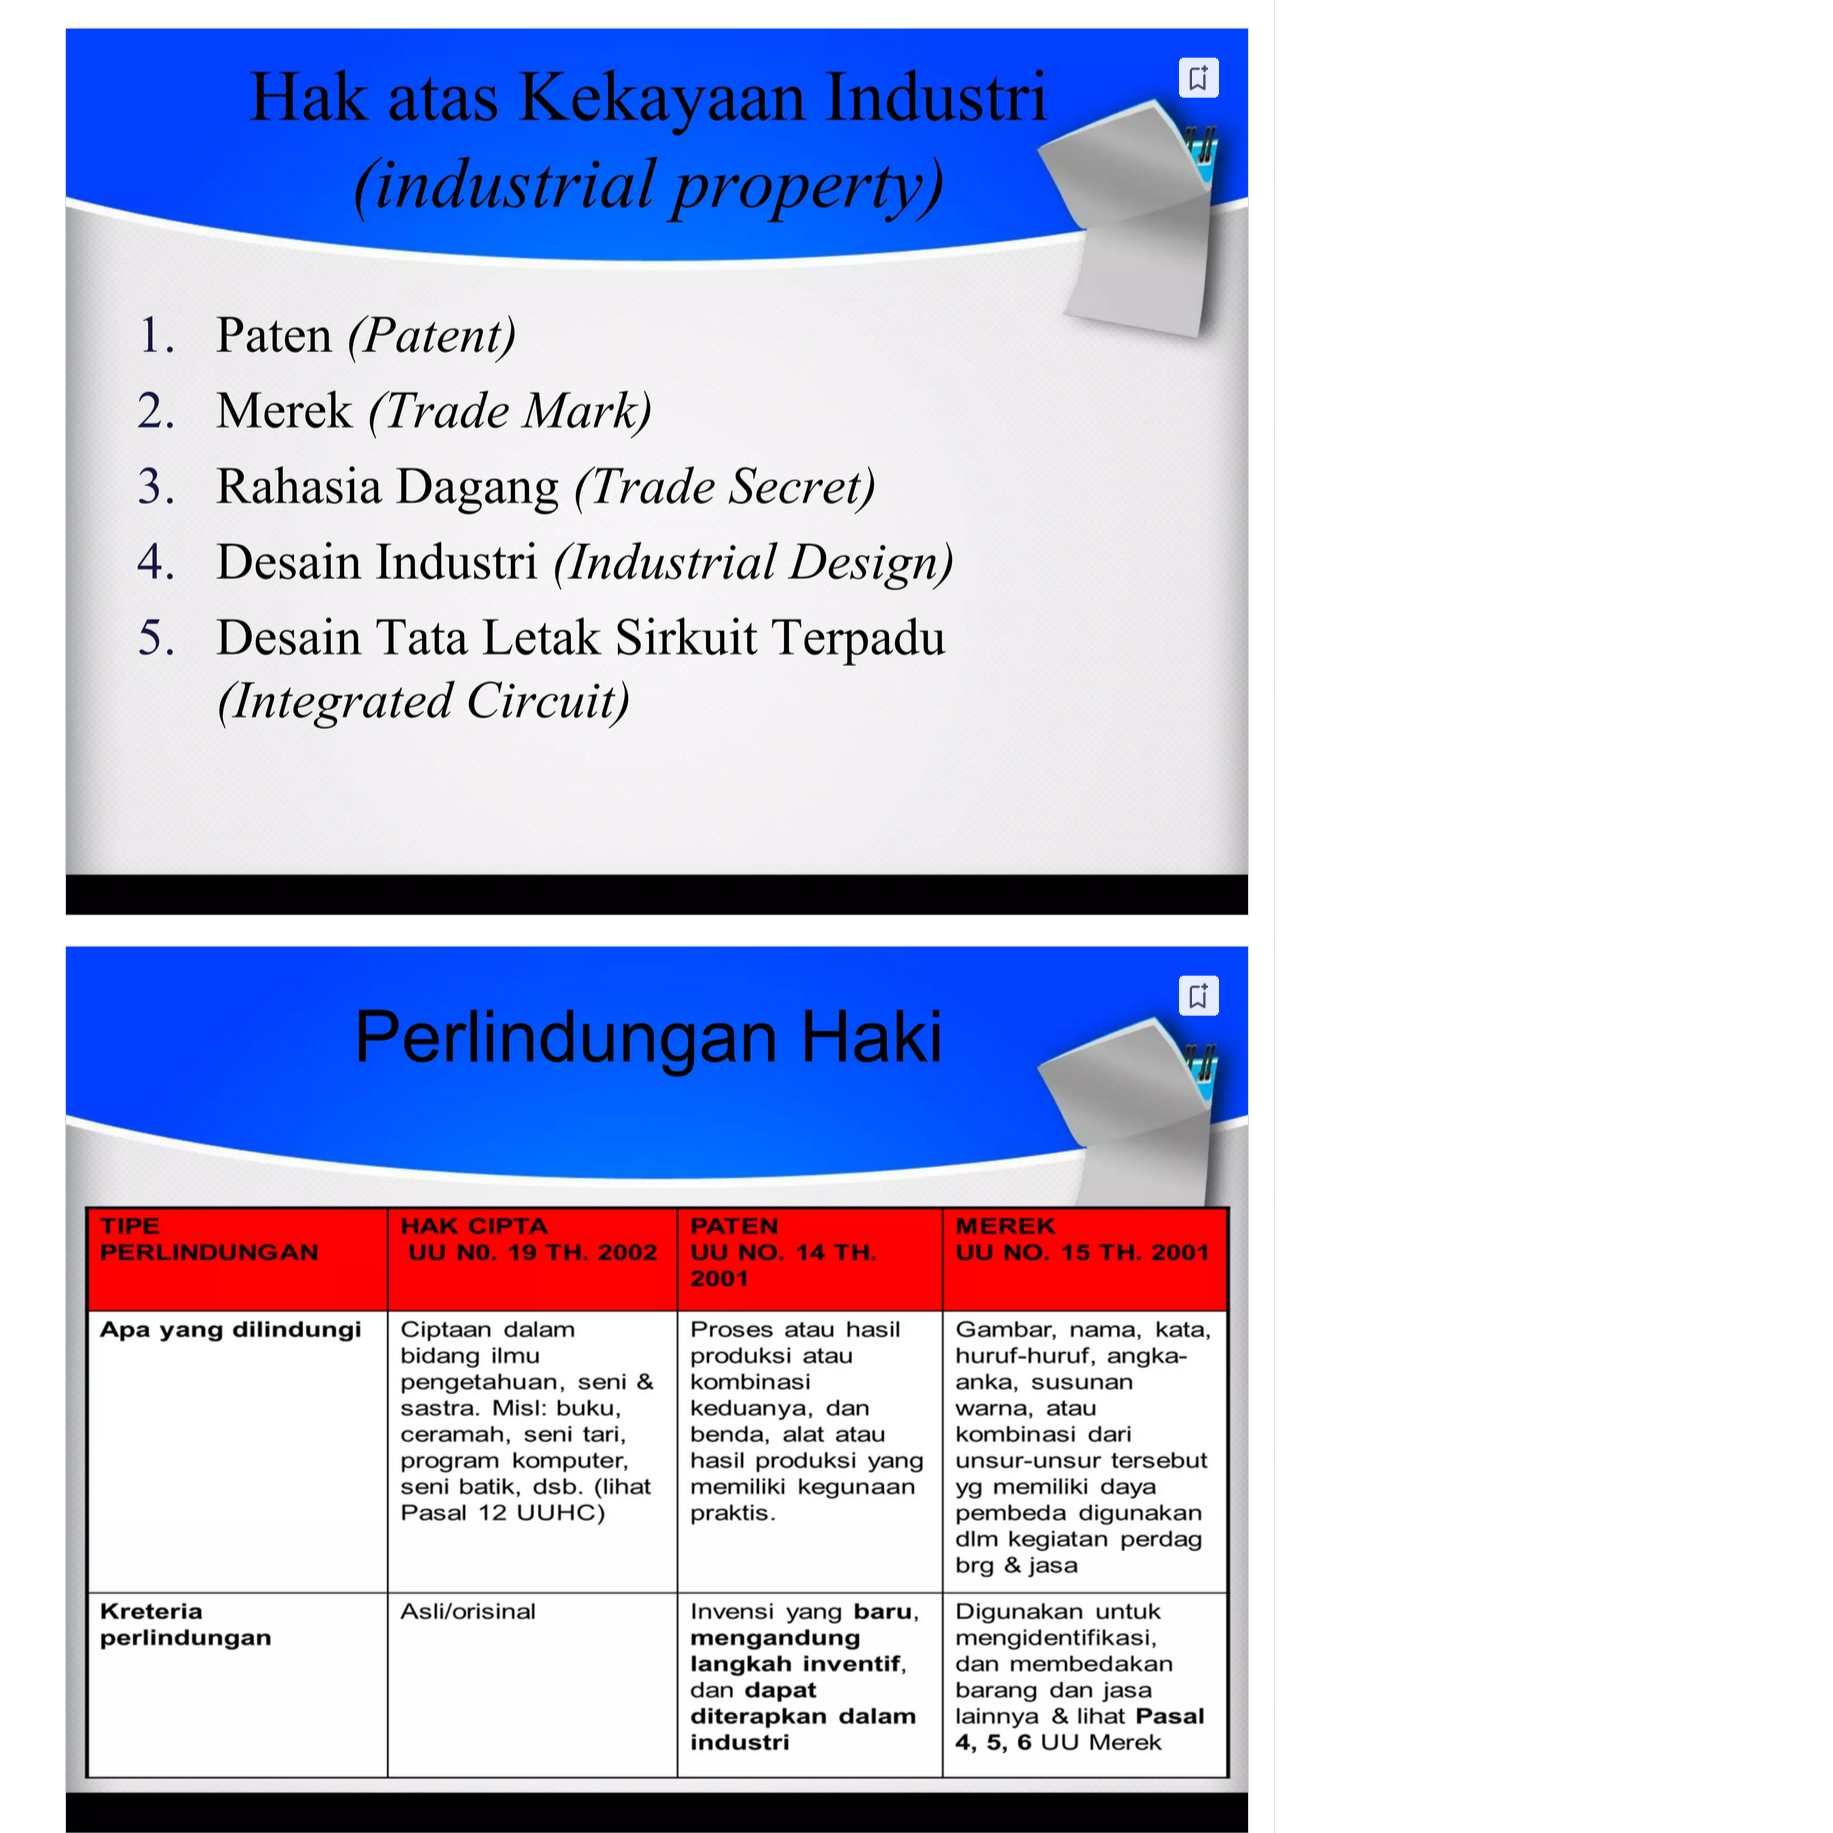 Hak atas Kekayaan Industri
(industrial property)
1. Paten (Patent)
2. Merek (Trade Mark)
3. Rahasia Dagang (Trade Secret)
4. Desain Industri (Industrial Design)
5. Desain Tata Letak Sirkuit Terpadu
(Integrated Circuit)
Perlindungan Haki
TIPE
PERLINDUNGAN
HAK CIPTA
UU N0. 19 TH. 2002
PATEN
UU NO. 14 TH.
2001
MEREK
UU NO. 15 TH. 2001
Apa yang dilindungi
Ciptaan dalam
bidang ilmu
pengetahuan, seni &
sastra. Misl: buku,
ceramah, seni tari,
program komputer,
seni batik, dsb. (lihat
Pasal 12 UUHC)
Proses atau hasil
produksi atau
kombinasi
keduanya, dan
benda, alat atau
hasil produksi yang
memiliki kegunaan
praktis.
Gambar, nama, kata,
huruf-huruf, angka-
anka, susunan
warna, atau
kombinasi dari
unsur-unsur tersebut
yg memiliki daya
pembeda digunakan
dlm kegiatan perdag
brg & jasa
Kreteria
perlindungan
Asli/orisinal
Invensi yang baru,
mengandung
langkah inventif,
dan dapat
diterapkan dalam
industri
Digunakan untuk
mengidentifikasi,
dan membedakan
barang dan jasa
lainnya & lihat Pasal
4, 5, 6 UU Merek